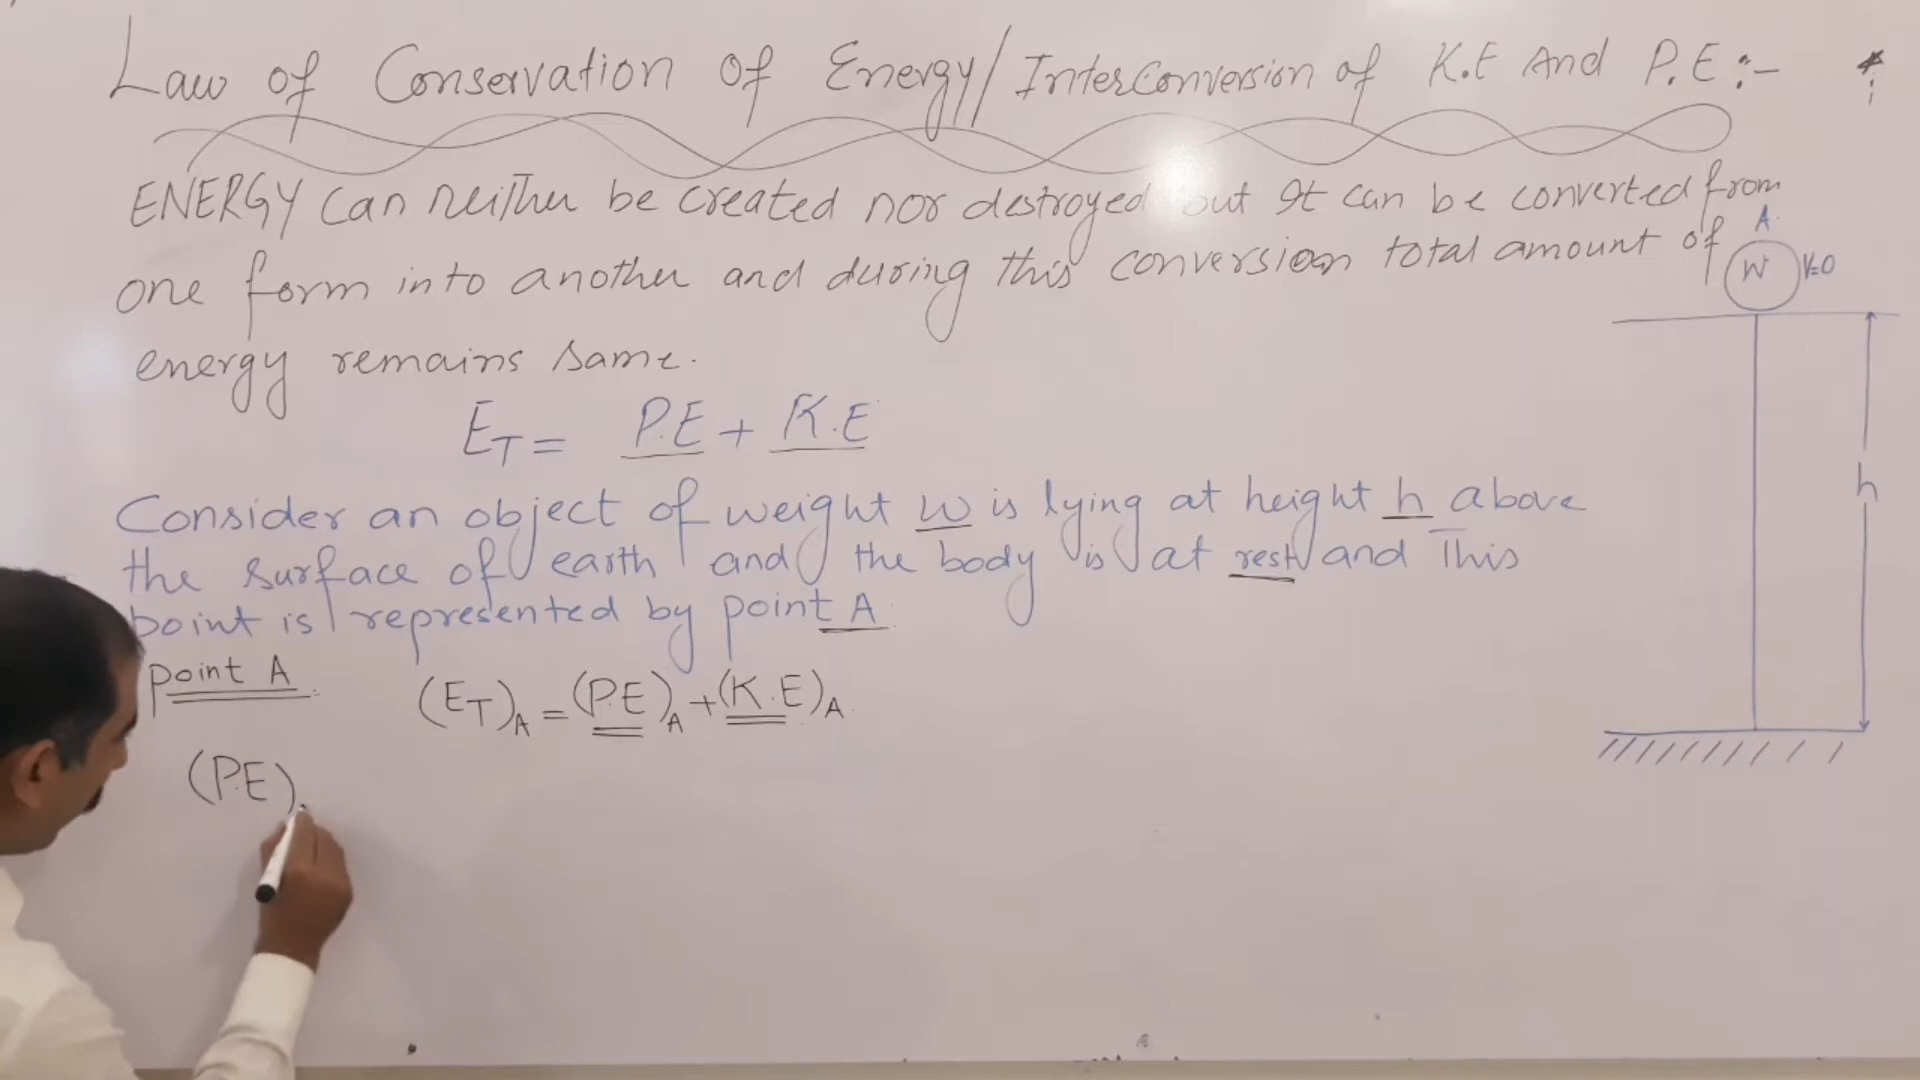 Law of Conservation of Energy/InterConversion of K.E And P.E :-
ENERGY can neither be created nor destroyed but It can be converted from
one form into another and during this conversion total amount of
energy remains same.
E_T = P.E + K.E
Consider an object of weight w is lying at height h above
the surface of earth and the body is at rest and This
point is represented by point A
point A
(E_T)_A = (P.E)_A + (K.E)_A
(P.E)
A
W V=0
h